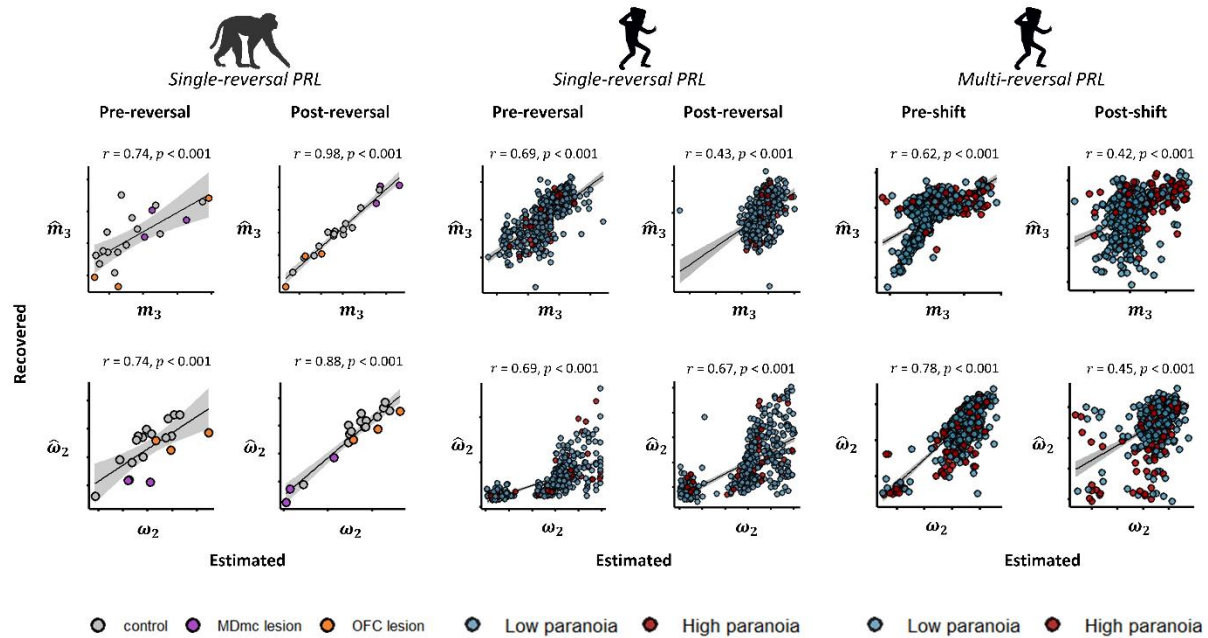 Single-reversal PRL
Single-reversal PRL
Multi-reversal PRL
Pre-reversal
Post-reversal
Pre-reversal
Post-reversal
Pre-shift
Post-shift
r = 0.74, p < 0.001
r = 0.98, p < 0.001
r = 0.69, p < 0.001
r = 0.43, p < 0.001
r = 0.62, p < 0.001
r = 0.42, p < 0.001
m̂₃
m̂₃
m̂₃
m̂₃
m̂₃
m̂₃
m₃
m₃
m₃
m₃
m₃
m₃
Recovered
r = 0.74, p < 0.001
r = 0.88, p < 0.001
r = 0.69, p < 0.001
r = 0.67, p < 0.001
r = 0.78, p < 0.001
r = 0.45, p < 0.001
ω̂₂
ω̂₂
ω̂₂
ω̂₂
ω̂₂
ω̂₂
ω₂
ω₂
ω₂
ω₂
ω₂
ω₂
Estimated
Estimated
Estimated
control
MDmc lesion
OFC lesion
Low paranoia
High paranoia
Low paranoia
High paranoia